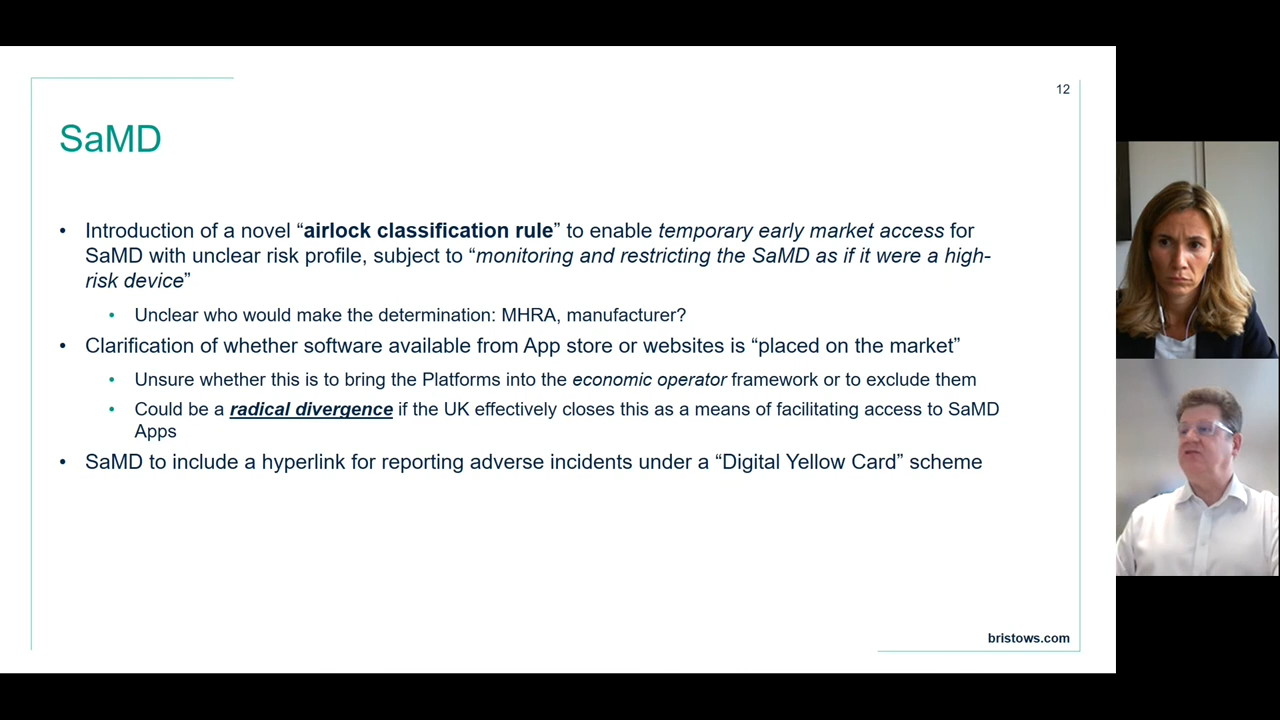 12
SaMD
• Introduction of a novel “airlock classification rule” to enable temporary early market access for
SaMD with unclear risk profile, subject to “monitoring and restricting the SaMD as if it were a high-
risk device”
• Unclear who would make the determination: MHRA, manufacturer?
• Clarification of whether software available from App store or websites is “placed on the market”
• Unsure whether this is to bring the Platforms into the economic operator framework or to exclude them
• Could be a radical divergence if the UK effectively closes this as a means of facilitating access to SaMD
Apps
• SaMD to include a hyperlink for reporting adverse incidents under a “Digital Yellow Card” scheme
bristows.com